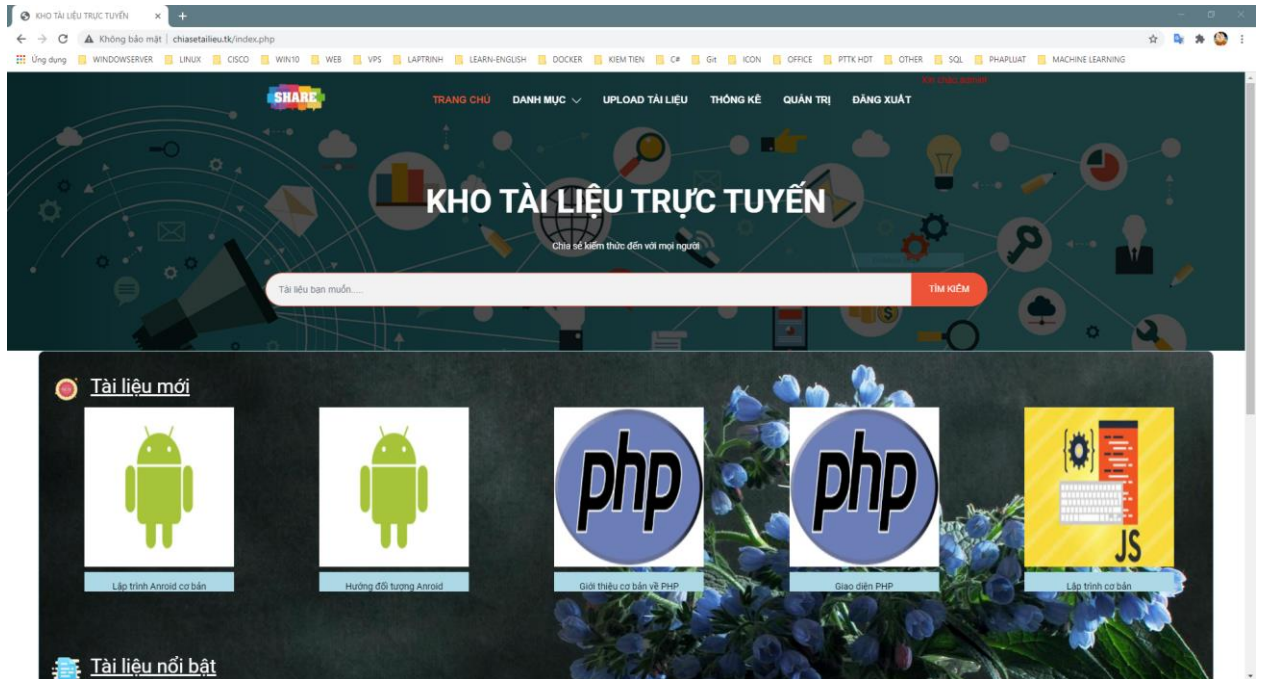 KHO TÀI LIỆU TRỰC TUYẾN
Không bảo mật | chiasetailieu.tk/index.php
Ứng dụng WINDOWSERVER LINUX CISCO WIN10 WEB VPS LAPTRINH LEARN-ENGLISH DOCKER KIEM TIEN C# Git ICON OFFICE PTTK HDT OTHER SQL PHAPLUAT MACHINE LEARNING
Xin chào admin
SHARE TRANG CHỦ DANH MỤC UPLOAD TÀI LIỆU THỐNG KÊ QUẢN TRỊ ĐĂNG XUẤT
KHO TÀI LIỆU TRỰC TUYẾN
Chia sẻ kiếm thức đến với mọi người
Tài liệu bạn muốn..... TÌM KIẾM
Tài liệu mới
php php JS
Lập trình Anroid cơ bản Hướng đối tượng Anroid Giới thiệu cơ bản về PHP Giao diện PHP Lập trình cơ bản
Tài liệu nổi bật